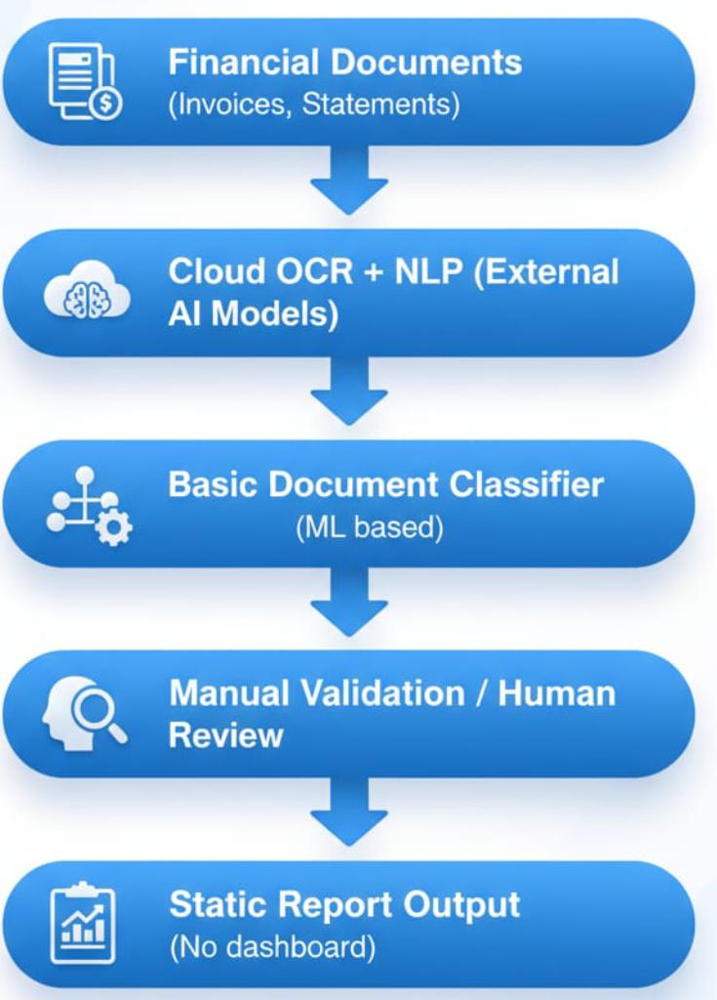 Financial Documents
(Invoices, Statements)
Cloud OCR + NLP (External
AI Models)
Basic Document Classifier
(ML based)
Manual Validation / Human
Review
Static Report Output
(No dashboard)